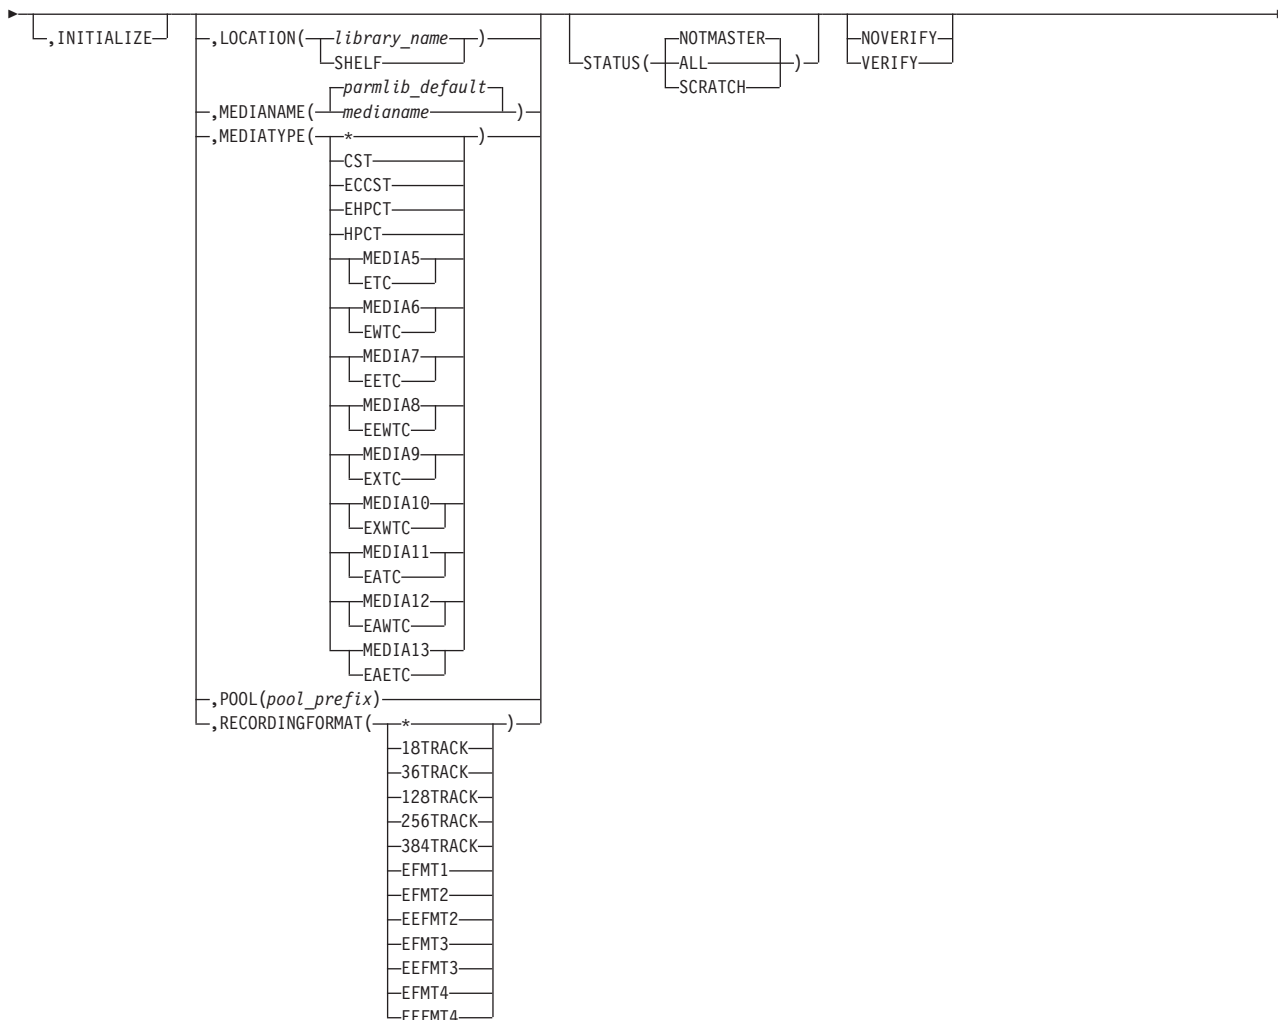 ,INITIALIZE
,LOCATION(
library_name
)
SHELF
STATUS(
NOTMASTER
ALL
)
SCRATCH
NOVERIFY
VERIFY
parmlib_default
,MEDIANAME(
medianame
)
,MEDIATYPE(
*
)
CST
ECCST
EHPCT
HPCT
MEDIA5
ETC
MEDIA6
EWTC
MEDIA7
EETC
MEDIA8
EEWTC
MEDIA9
EXTC
MEDIA10
EXWTC
MEDIA11
EATC
MEDIA12
EAWTC
MEDIA13
EAETC
,POOL(pool_prefix)
,RECORDINGFORMAT(
*
)
18TRACK
36TRACK
128TRACK
256TRACK
384TRACK
EFMT1
EFMT2
EEFMT2
EFMT3
EEFMT3
EFMT4
EEFMT4